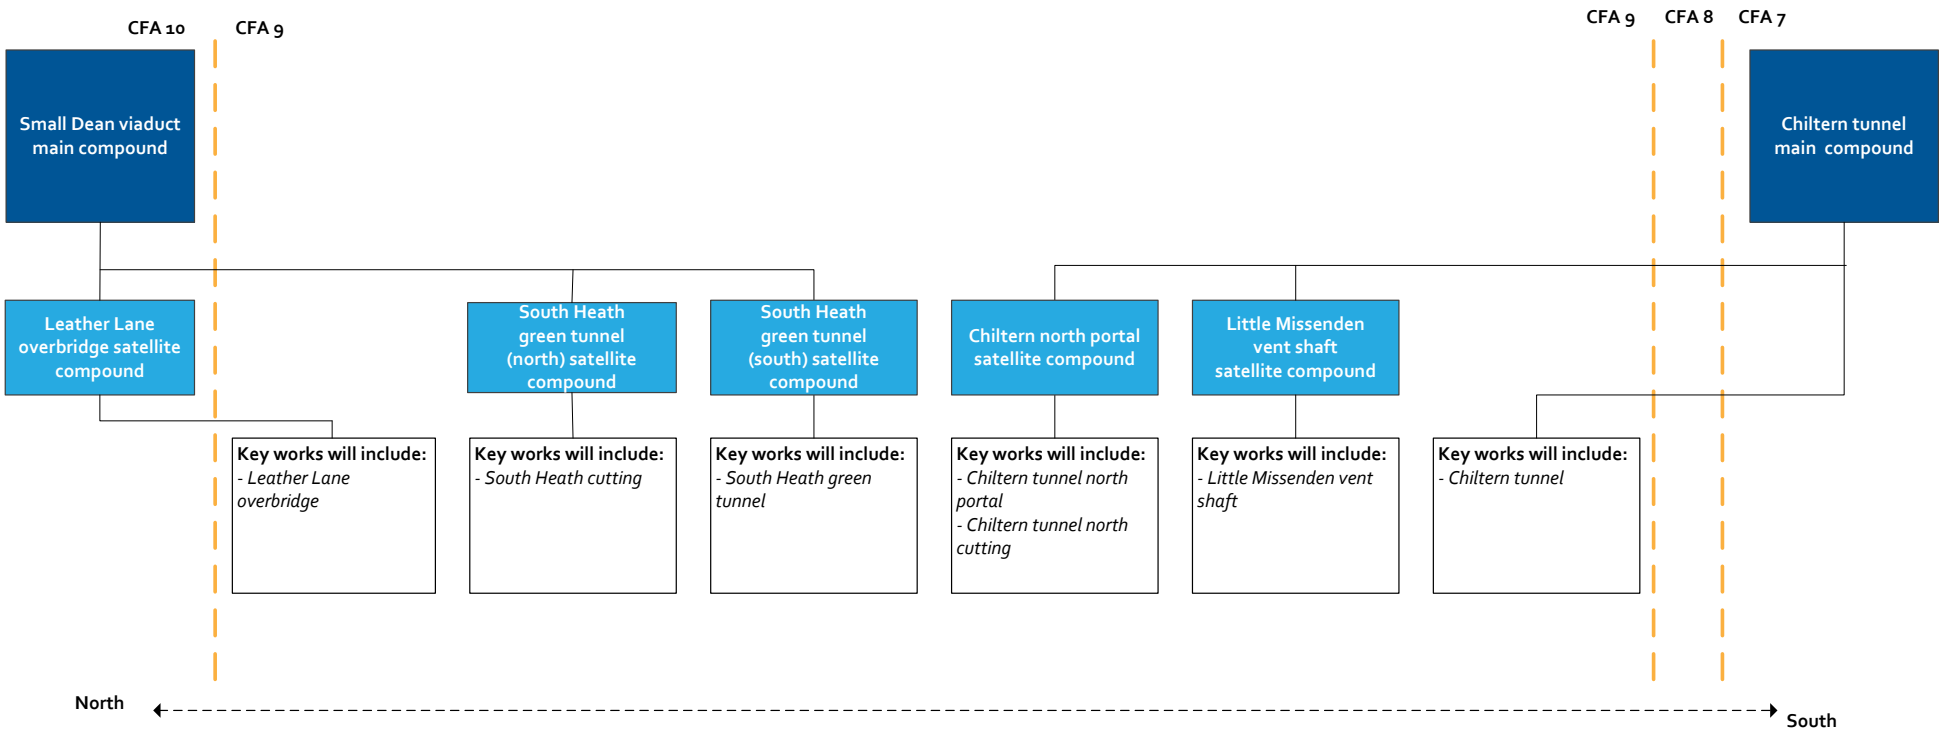 CFA 10
CFA 9
CFA 9
CFA 8
CFA 7
Small Dean viaduct
main compound
Chiltern tunnel
main compound
Leather Lane
overbridge satellite
compound
South Heath
green tunnel
(north) satellite
compound
South Heath
green tunnel
(south) satellite
compound
Chiltern north portal
satellite compound
Little Missenden
vent shaft
satellite compound
Key works will include:
- Leather Lane
overbridge
Key works will include:
- South Heath cutting
Key works will include:
- South Heath green
tunnel
Key works will include:
- Chiltern tunnel north
portal
- Chiltern tunnel north
cutting
Key works will include:
- Little Missenden vent
shaft
Key works will include:
- Chiltern tunnel
North
South